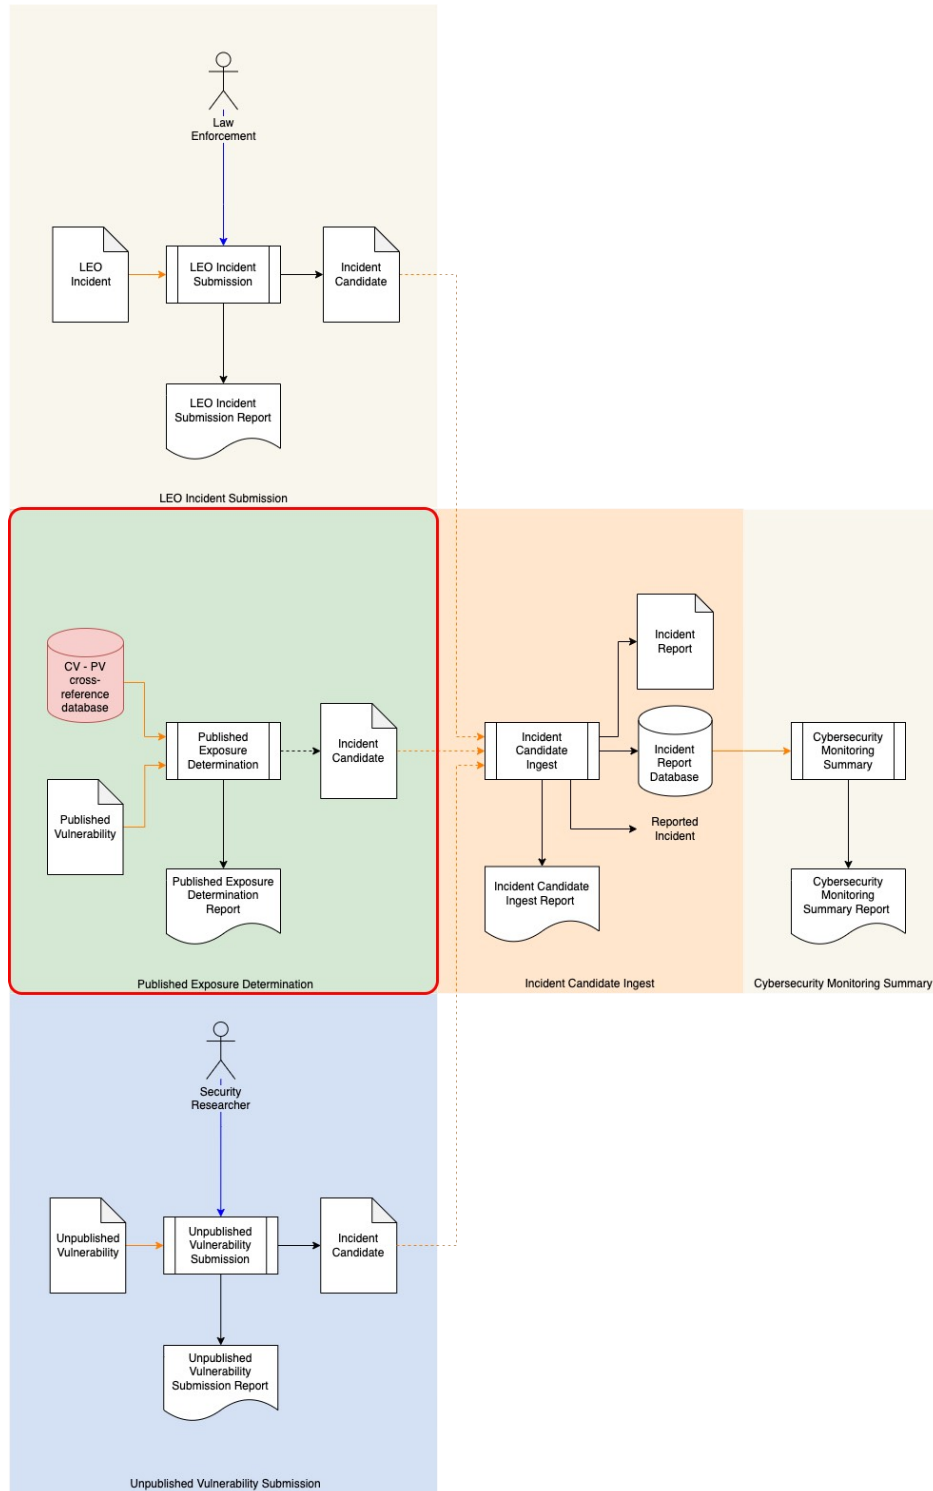 Law
Enforcement
LEO
Incident
LEO Incident
Submission
Incident
Candidate
LEO Incident
Submission Report
LEO Incident Submission
CV - PV
cross-
reference
database
Published
Exposure
Determination
Incident
Candidate
Published
Vulnerability
Published Exposure
Determination
Report
Published Exposure Determination
Incident
Report
Incident
Candidate
Ingest
Incident
Report
Database
Reported
Incident
Incident Candidate
Ingest Report
Incident Candidate Ingest
Cybersecurity
Monitoring
Summary
Cybersecurity
Monitoring
Summary Report
Cybersecurity Monitoring Summary
Security
Researcher
Unpublished
Vulnerability
Unpublished
Vulnerability
Submission
Incident
Candidate
Unpublished
Vulnerability
Submission Report
Unpublished Vulnerability Submission